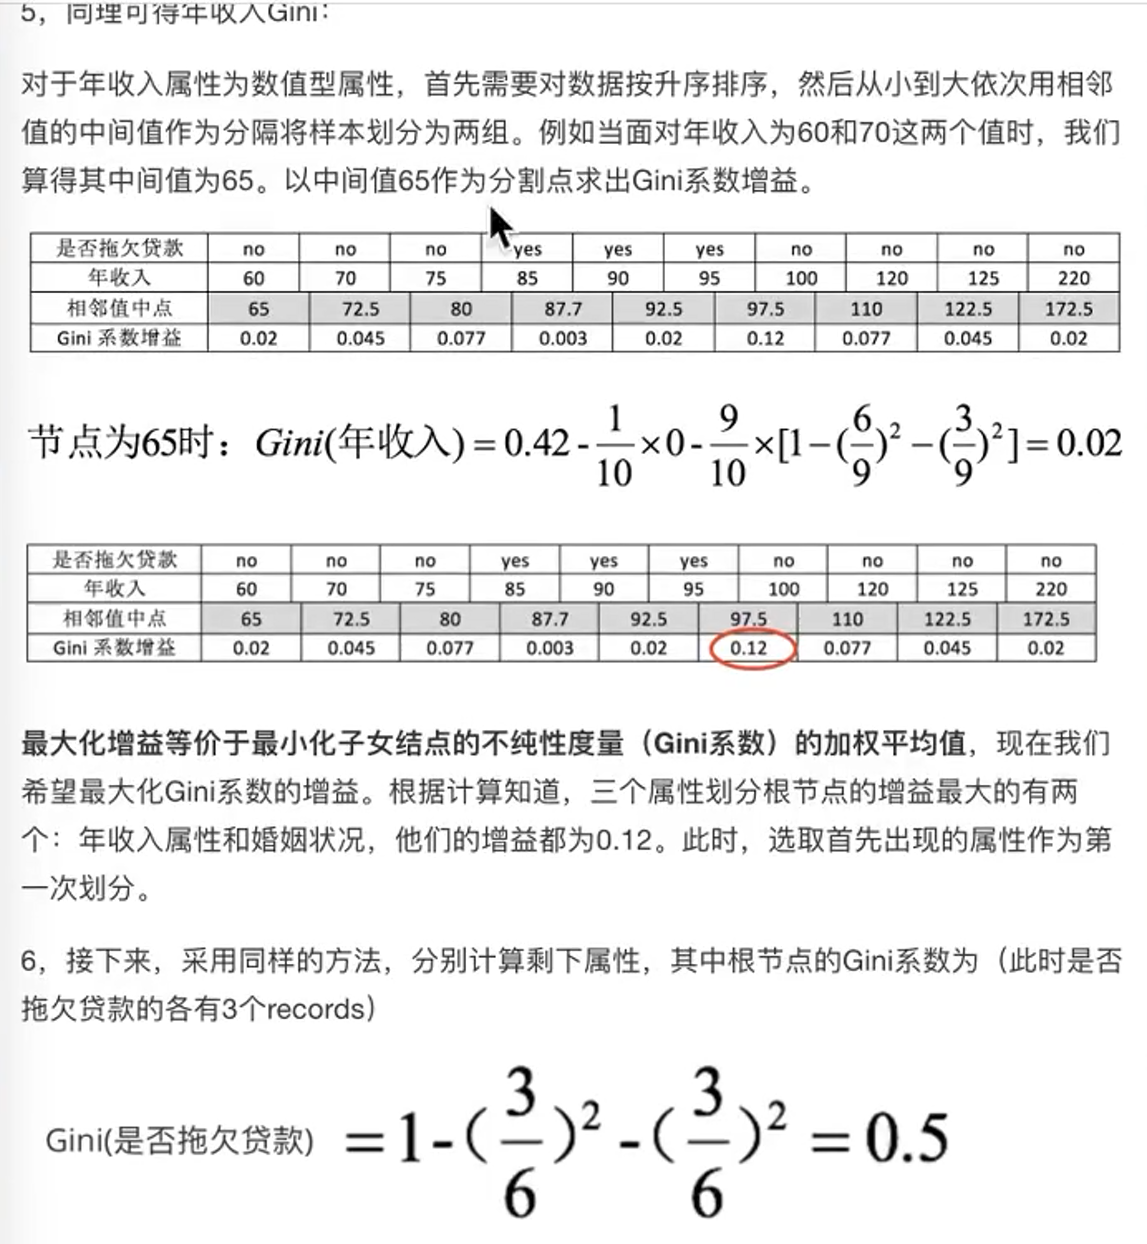 5，同理可得年收入Gini：
对于年收入属性为数值型属性，首先需要对数据按升序排序，然后从小到大依次用相邻
值的中间值作为分隔将样本划分为两组。例如当面对年收入为60和70这两个值时，我们
算得其中间值为65。以中间值65作为分割点求出Gini系数增益。
是否拖欠贷款 no no no yes yes yes no no no no
年收入 60 70 75 85 90 95 100 120 125 220
相邻值中点 65 72.5 80 87.7 92.5 97.5 110 122.5 172.5
Gini 系数增益 0.02 0.045 0.077 0.003 0.02 0.12 0.077 0.045 0.02
节点为65时：Gini(年收入) = 0.42 - 1/10 × 0 - 9/10 × [1 − (6/9)² − (3/9)²] = 0.02
是否拖欠贷款 no no no yes yes yes no no no no
年收入 60 70 75 85 90 95 100 120 125 220
相邻值中点 65 72.5 80 87.7 92.5 97.5 110 122.5 172.5
Gini 系数增益 0.02 0.045 0.077 0.003 0.02 0.12 0.077 0.045 0.02
最大化增益等价于最小化子女结点的不纯性度量（Gini系数）的加权平均值，现在我们
希望最大化Gini系数的增益。根据计算知道，三个属性划分根节点的增益最大的有两
个：年收入属性和婚姻状况，他们的增益都为0.12。此时，选取首先出现的属性作为第
一次划分。
6，接下来，采用同样的方法，分别计算剩下属性，其中根节点的Gini系数为（此时是否
拖欠贷款的各有3个records）
Gini(是否拖欠贷款) = 1 - (3/6)² - (3/6)² = 0.5